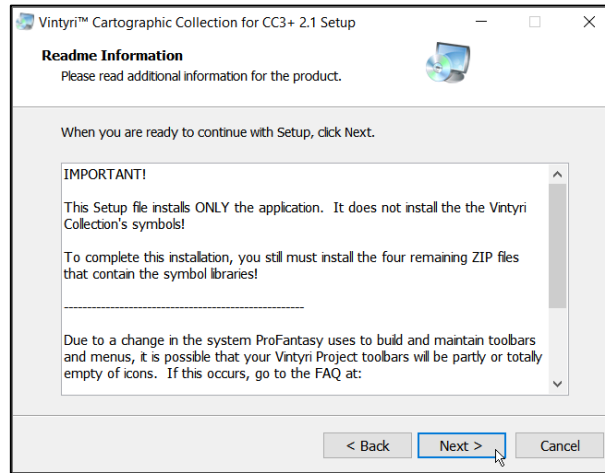 Vintyri™ Cartographic Collection for CC3+ 2.1 Setup
Readme Information
Please read additional information for the product.
When you are ready to continue with Setup, click Next.
IMPORTANT!
This Setup file installs ONLY the application.  It does not install the the Vintyri
Collection's symbols!
To complete this installation, you still must install the four remaining ZIP files
that contain the symbol libraries!
----------------------------------------------------
Due to a change in the system ProFantasy uses to build and maintain toolbars
and menus, it is possible that your Vintyri Project toolbars will be partly or totally
empty of icons.  If this occurs, go to the FAQ at:
< Back
Next >
Cancel